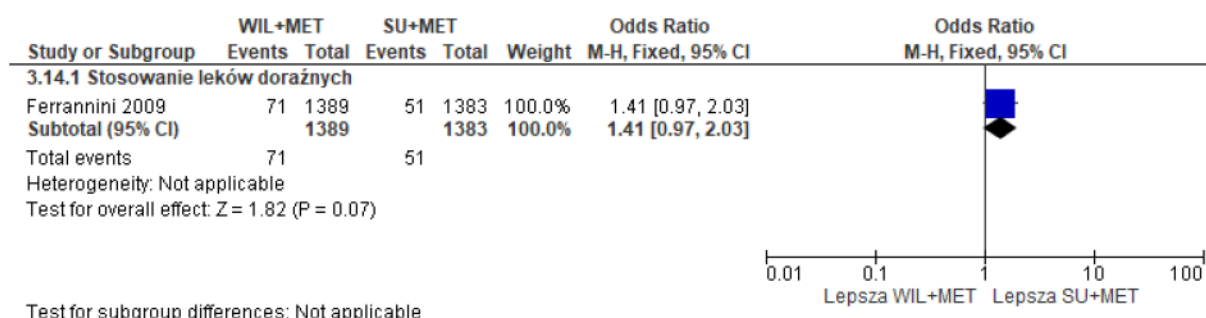 WIL+MET SU+MET Odds Ratio Odds Ratio
Study or Subgroup Events Total Events Total Weight M-H, Fixed, 95% CI M-H, Fixed, 95% CI
3.14.1 Stosowanie leków doraźnych
Ferrannini 2009 71 1389 51 1383 100.0% 1.41 [0.97, 2.03]
Subtotal (95% CI) 1389 1383 100.0% 1.41 [0.97, 2.03]
Total events 71 51
Heterogeneity: Not applicable
Test for overall effect: Z = 1.82 (P = 0.07)
0.01 0.1 1 10 100
Lepsza WIL+MET Lepsza SU+MET
Test for subgroup differences: Not applicable